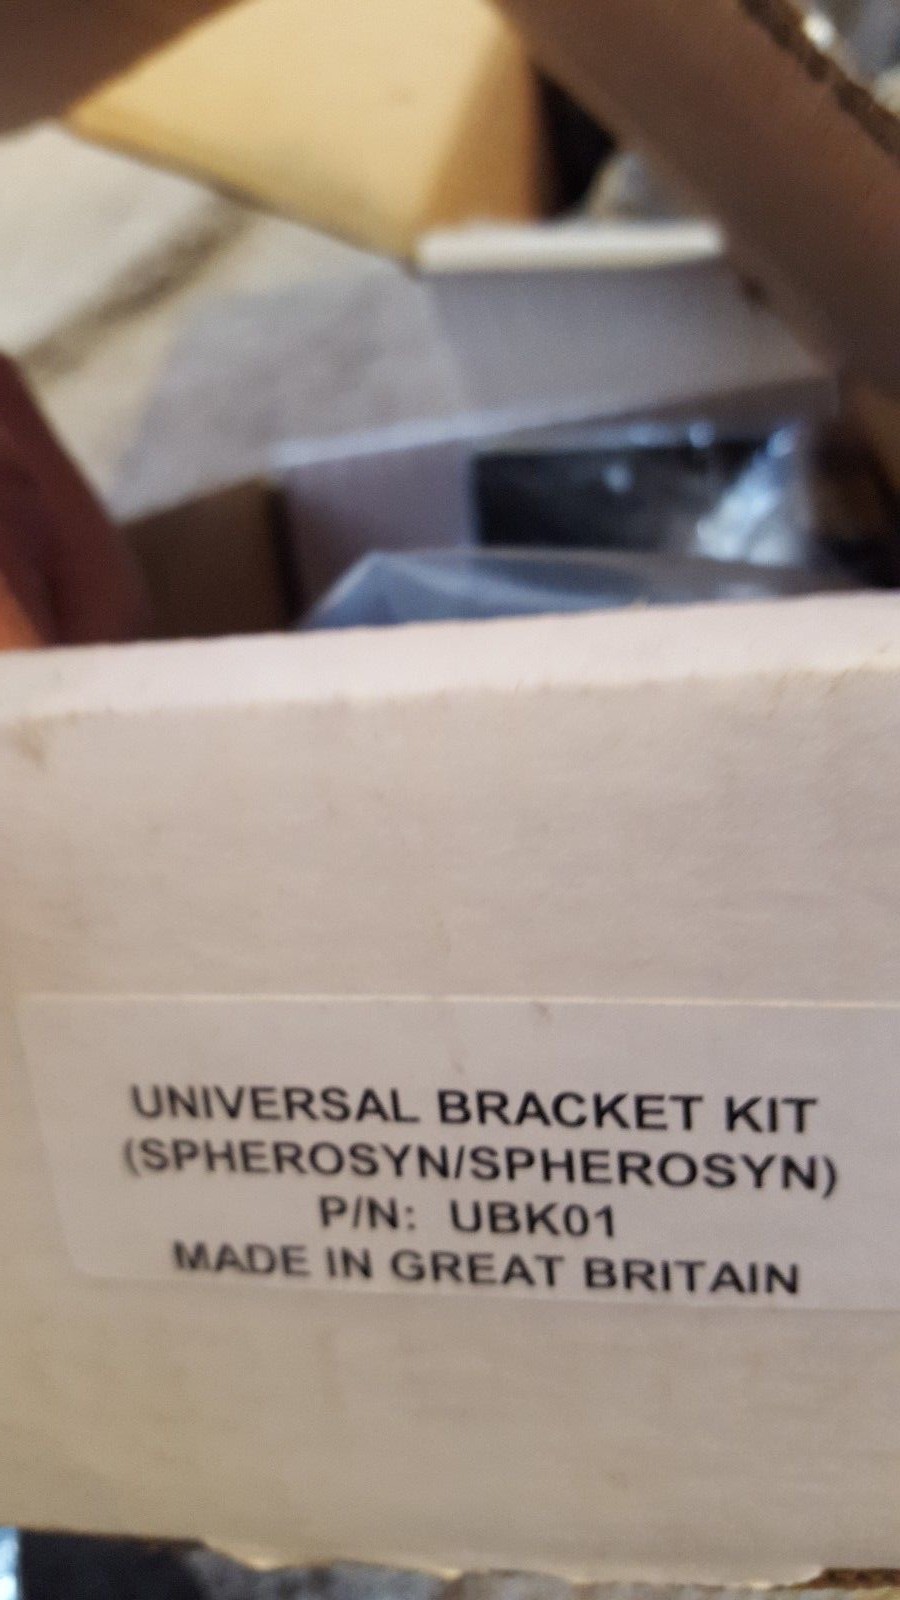 UNIVERSAL BRACKET KIT
(SPHEROSYN/SPHEROSYN)
P/N: UBK01
MADE IN GREAT BRITAIN